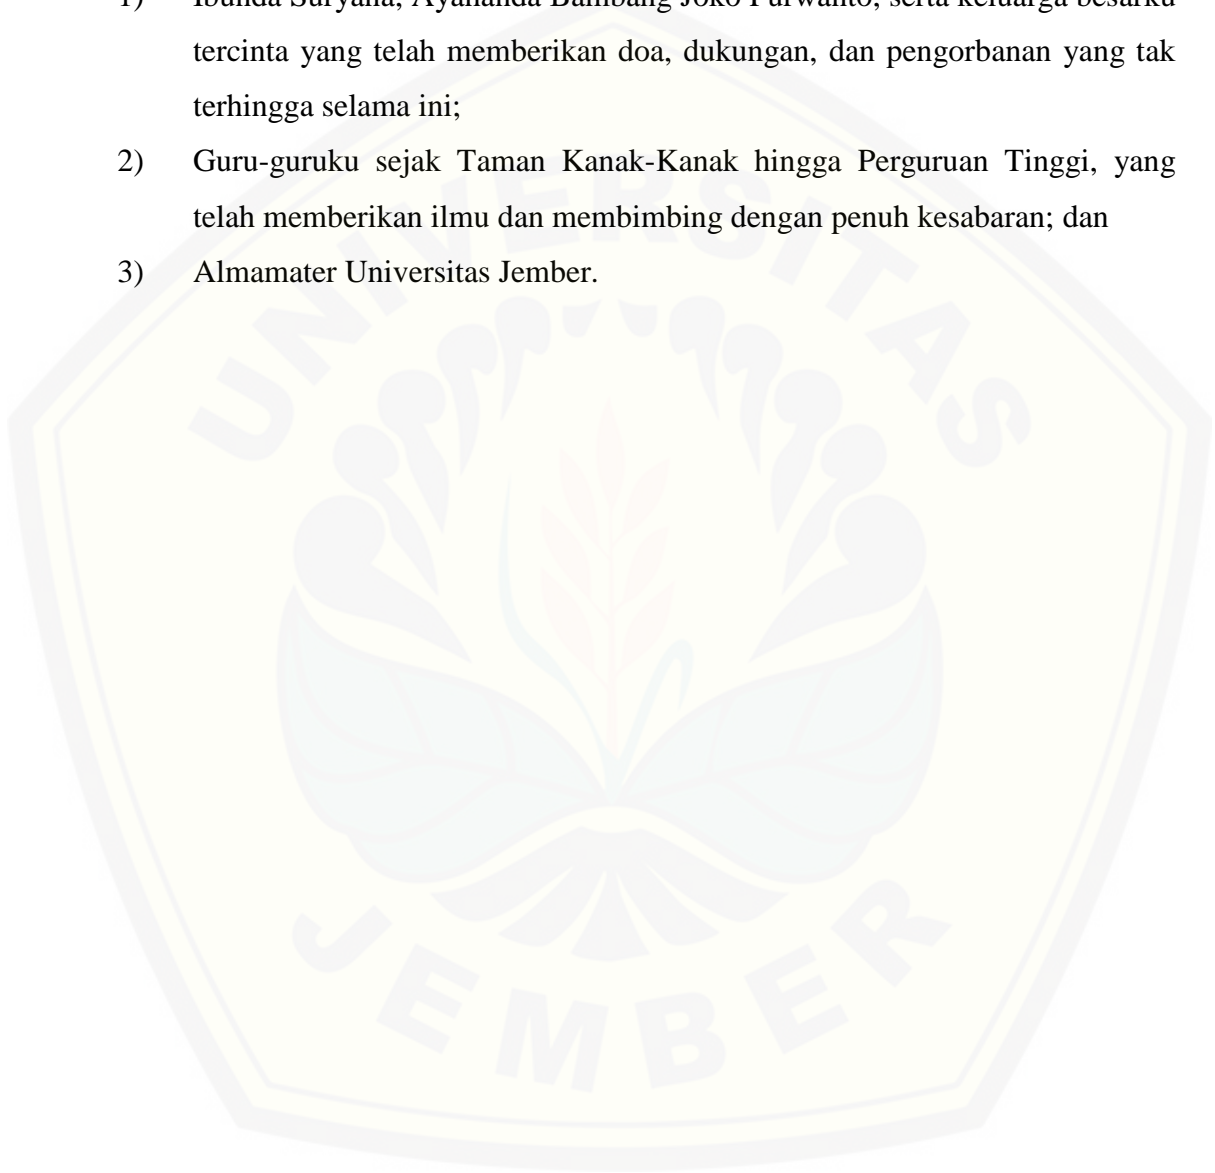 1) Ibunda Suryana, Ayahanda Bambang Joko Purwanto, serta keluarga besarku
tercinta yang telah memberikan doa, dukungan, dan pengorbanan yang tak
terhingga selama ini;
2) Guru-guruku sejak Taman Kanak-Kanak hingga Perguruan Tinggi, yang
telah memberikan ilmu dan membimbing dengan penuh kesabaran; dan
3) Almamater Universitas Jember.
UNIVERSITAS
JEMBER